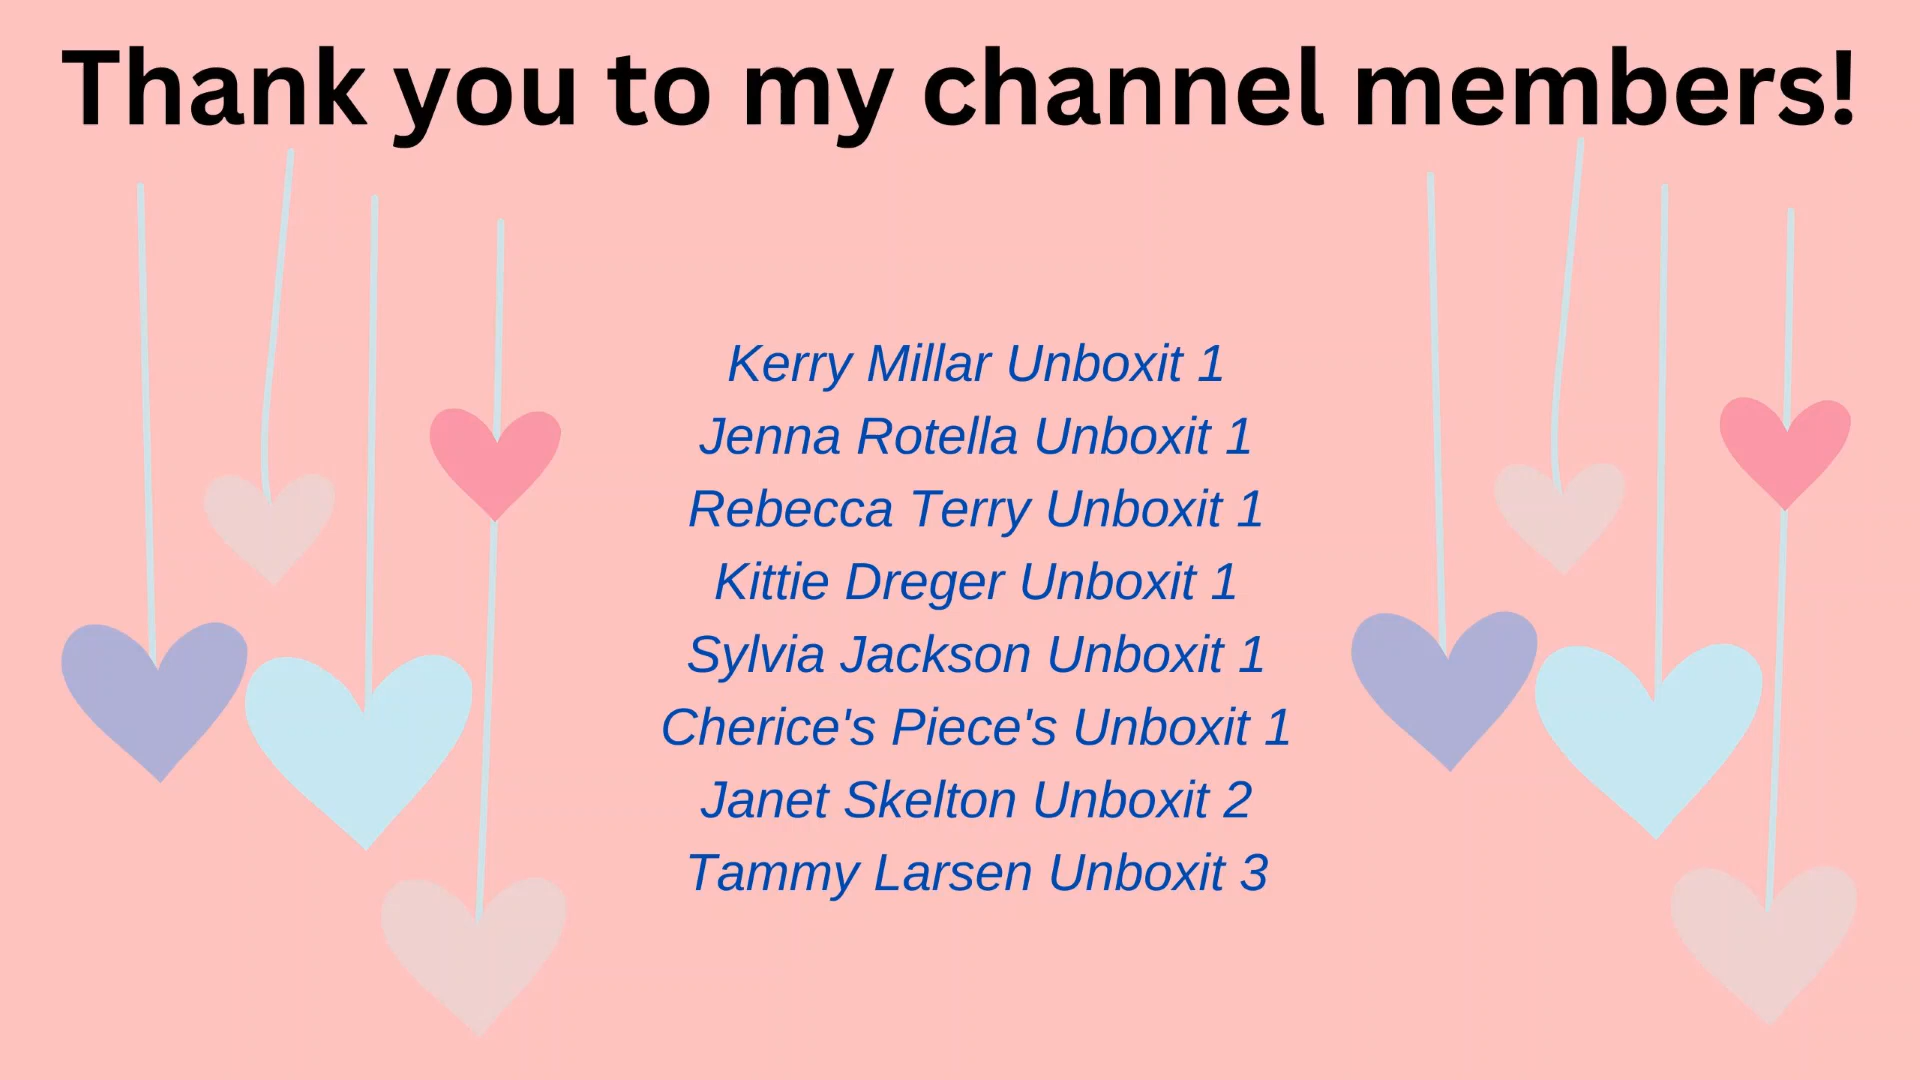 Thank you to my channel members!
Kerry Millar Unboxit 1
Jenna Rotella Unboxit 1
Rebecca Terry Unboxit 1
Kittie Dreger Unboxit 1
Sylvia Jackson Unboxit 1
Cherice's Piece's Unboxit 1
Janet Skelton Unboxit 2
Tammy Larsen Unboxit 3